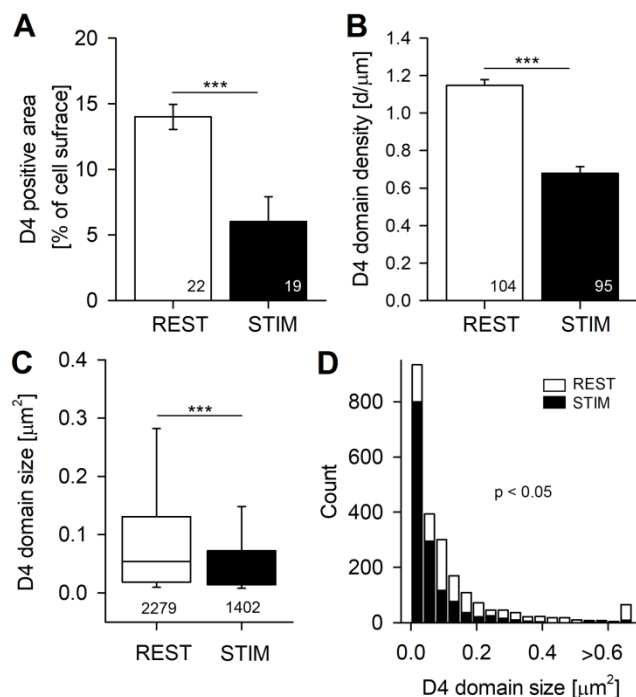 A
D4 positive area
[% of cell sufrace]
20
15
10
5
0
***
22
19
REST
STIM
B
D4 domain density [d/µm]
1.4
1.2
1.0
0.8
0.6
0.4
0.2
0.0
***
104
95
REST
STIM
C
D4 domain size [µm²]
0.4
0.3
0.2
0.1
0.0
***
2279
1402
REST
STIM
D
Count
800
600
400
200
0
REST
STIM
p < 0.05
0.0
0.2
0.4
>0.6
D4 domain size [µm²]